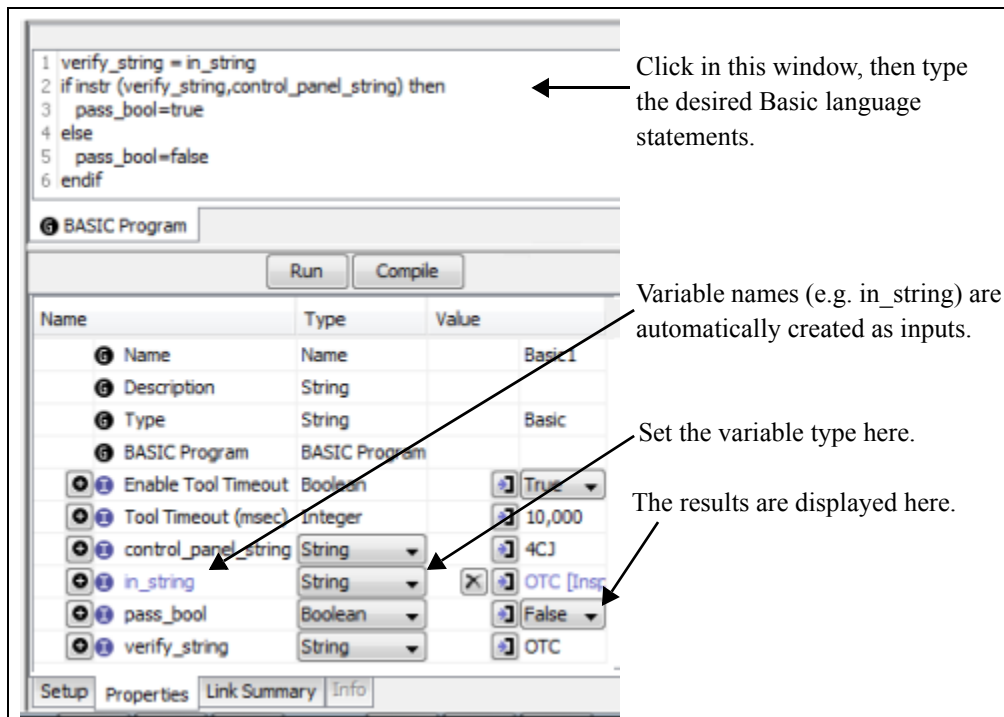 1 verify_string = in_string
2 if instr (verify_string,control_panel_string) then
3 pass_bool=true
4 else
5 pass_bool=false
6 endif
Click in this window, then type
the desired Basic language
statements.
BASIC Program
Run Compile
Variable names (e.g. in_string) are
automatically created as inputs.
Name Type Value
Name Name Basic1
Description String
Type String Basic
BASIC Program BASIC Program
Enable Tool Timeout Boolean True
Tool Timeout (msec) Integer 10,000
control_panel_string String 4CJ
in_string String OTC [Insp
pass_bool Boolean False
verify_string String OTC
Set the variable type here.
The results are displayed here.
Setup Properties Link Summary Info